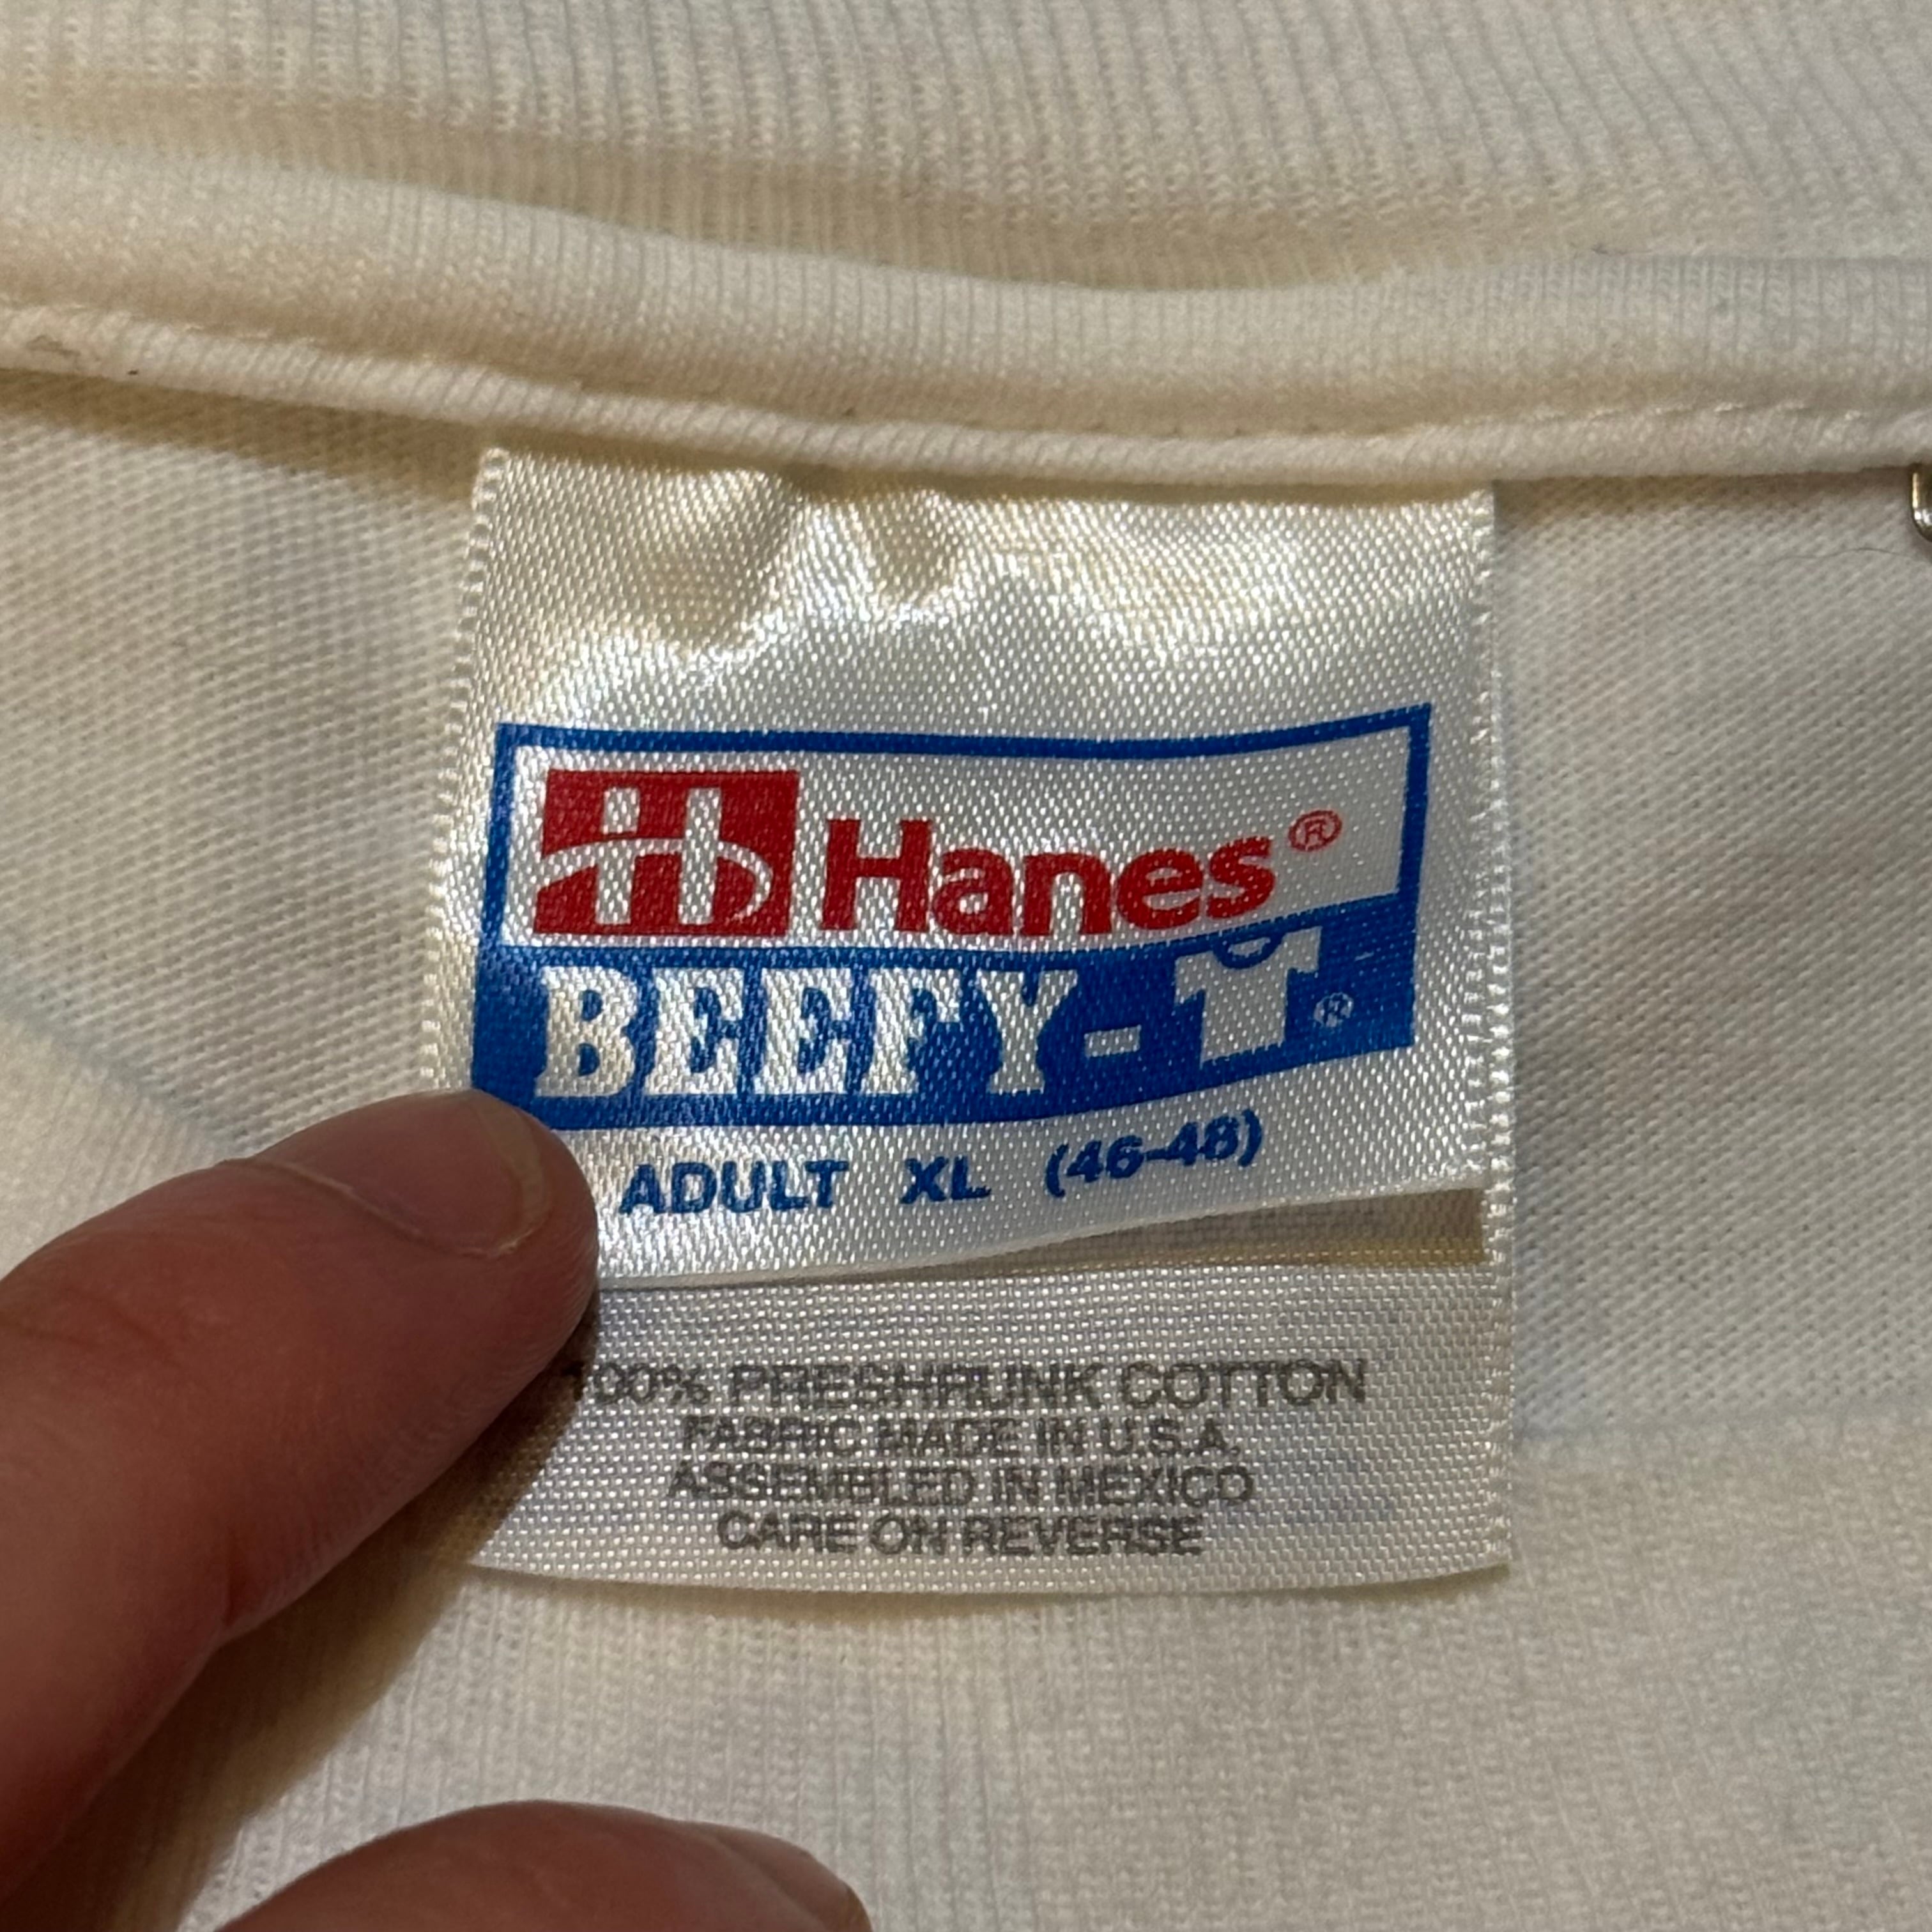 Hanes®
BEEFY-T®
ADULT XL (46-48)
100% PRESHRUNK COTTON
FABRIC MADE IN U.S.A.
ASSEMBLED IN MEXICO
CARE ON REVERSE